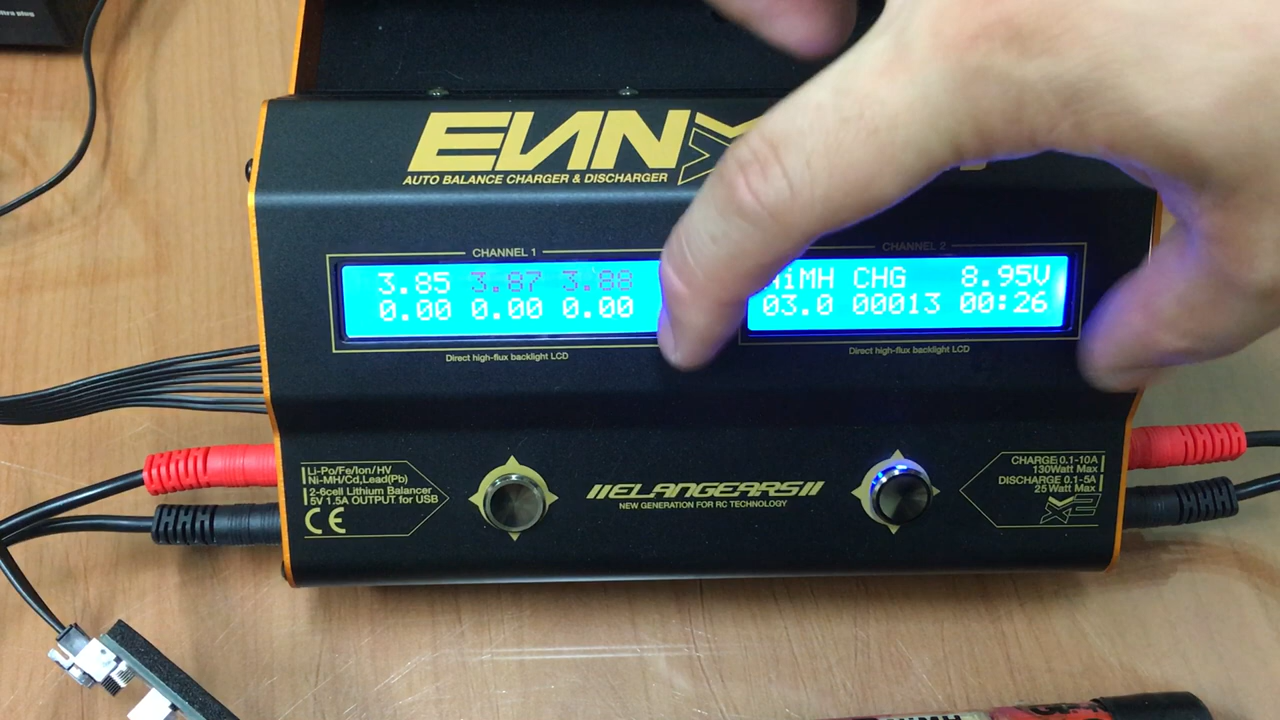 EVNX
AUTO BALANCE CHARGER & DISCHARGER
CHANNEL 1
CHANNEL 2
3.85 3.87 3.88
0.00 0.00 0.00
NiMH CHG 8.95V
03.0 00013 00:26
Direct high-flux backlight LCD
Direct high-flux backlight LCD
Li-Po/Fe/Ion/HV
Ni-MH/Cd,Lead(Pb)
2-6cell Lithium Balancer
5V 1.5A OUTPUT for USB
CE
//ELANGEARS//
NEW GENERATION FOR RC TECHNOLOGY
CHARGE 0.1-10A
130Watt Max
DISCHARGE 0.1-5A
25Watt Max
X2